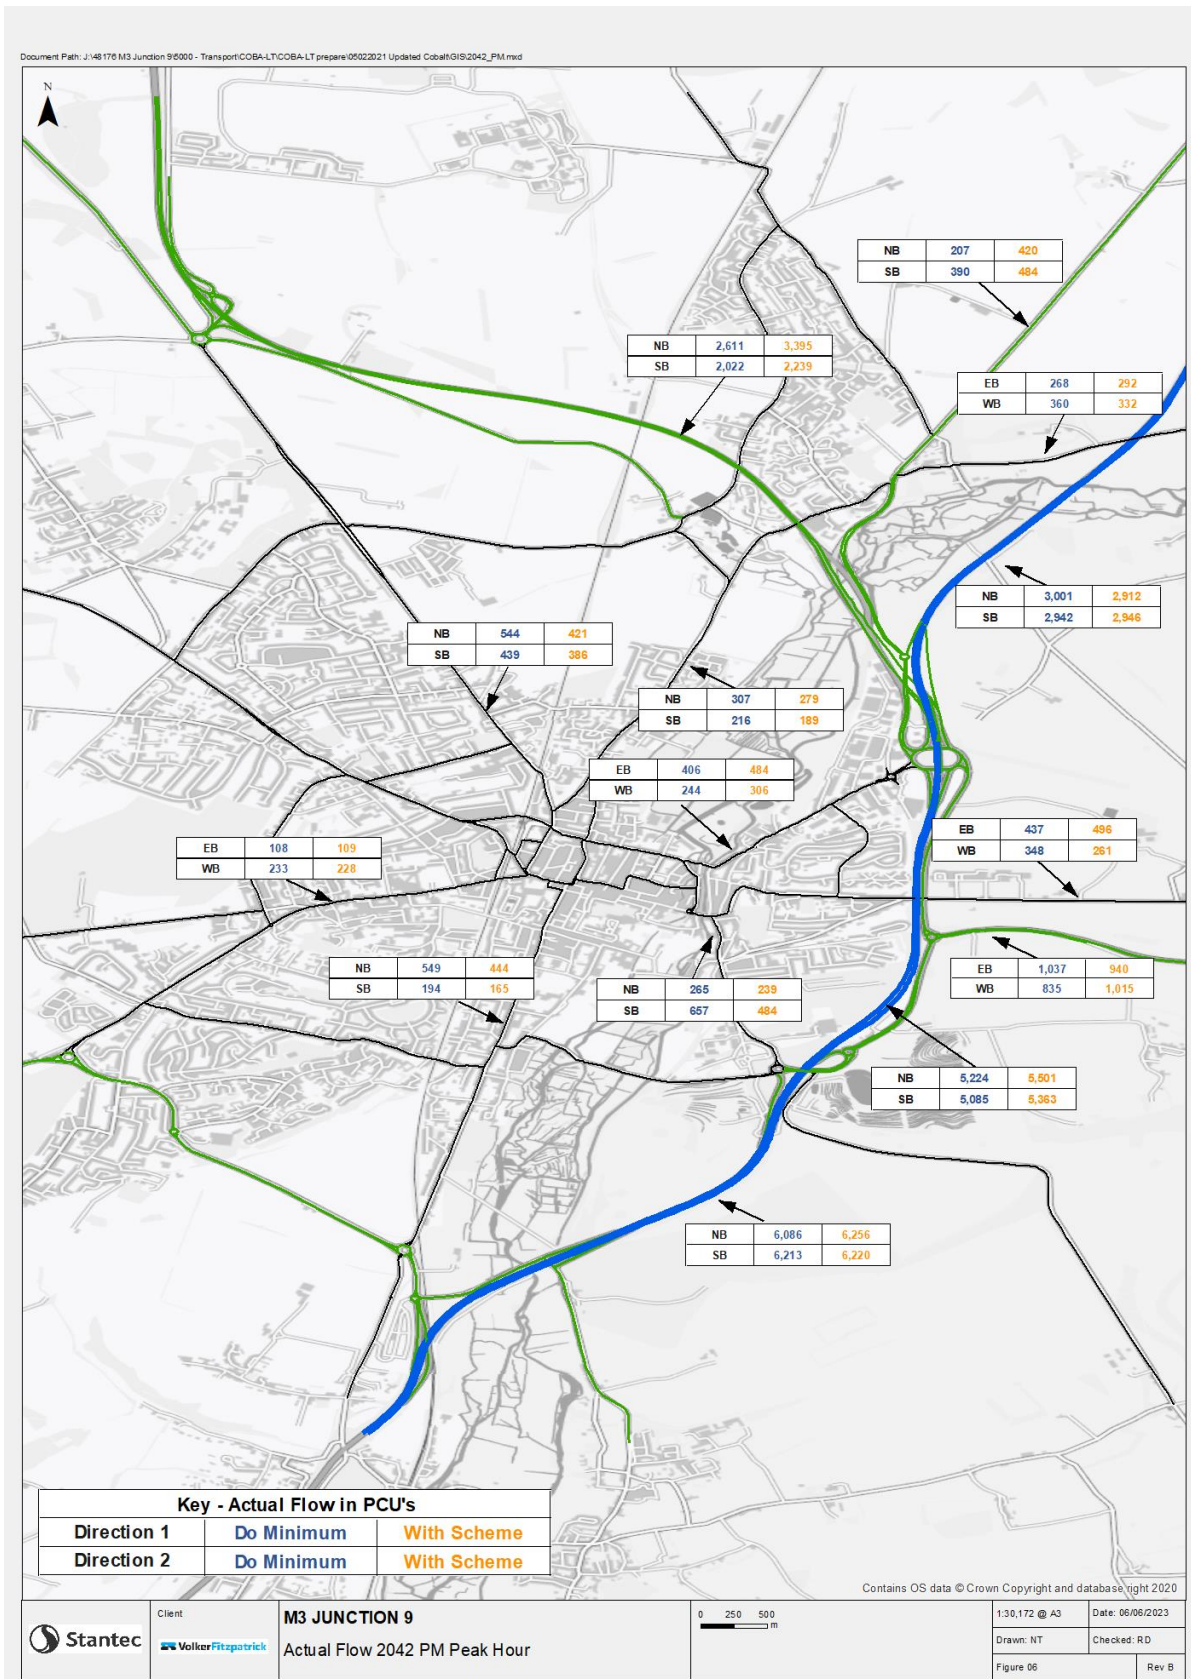 Document Path: J:\48176 M3 Junction 9\6000 - Transport\COBA-LT\COBA-LT prepare\05022021 Updated Cobalt\GIS\2042_PM.mxd
N
NB 207 420
SB 390 484
NB 2,611 3,395
SB 2,022 2,239
EB 268 292
WB 360 332
NB 3,001 2,912
SB 2,942 2,946
NB 544 421
SB 439 386
NB 307 279
SB 216 189
EB 406 484
WB 244 306
EB 437 496
WB 348 261
EB 108 109
WB 233 228
NB 549 444
SB 194 165
NB 265 239
SB 657 484
EB 1,037 940
WB 835 1,015
NB 5,224 5,501
SB 5,085 5,363
NB 6,086 6,256
SB 6,213 6,220
Key - Actual Flow in PCU's
Direction 1 Do Minimum With Scheme
Direction 2 Do Minimum With Scheme
Contains OS data © Crown Copyright and database right 2020
Stantec
Client
VolkerFitzpatrick
M3 JUNCTION 9
Actual Flow 2042 PM Peak Hour
0 250 500
m
1:30,172 @ A3 Date: 06/06/2023
Drawn: NT Checked: RD
Figure 06 Rev B